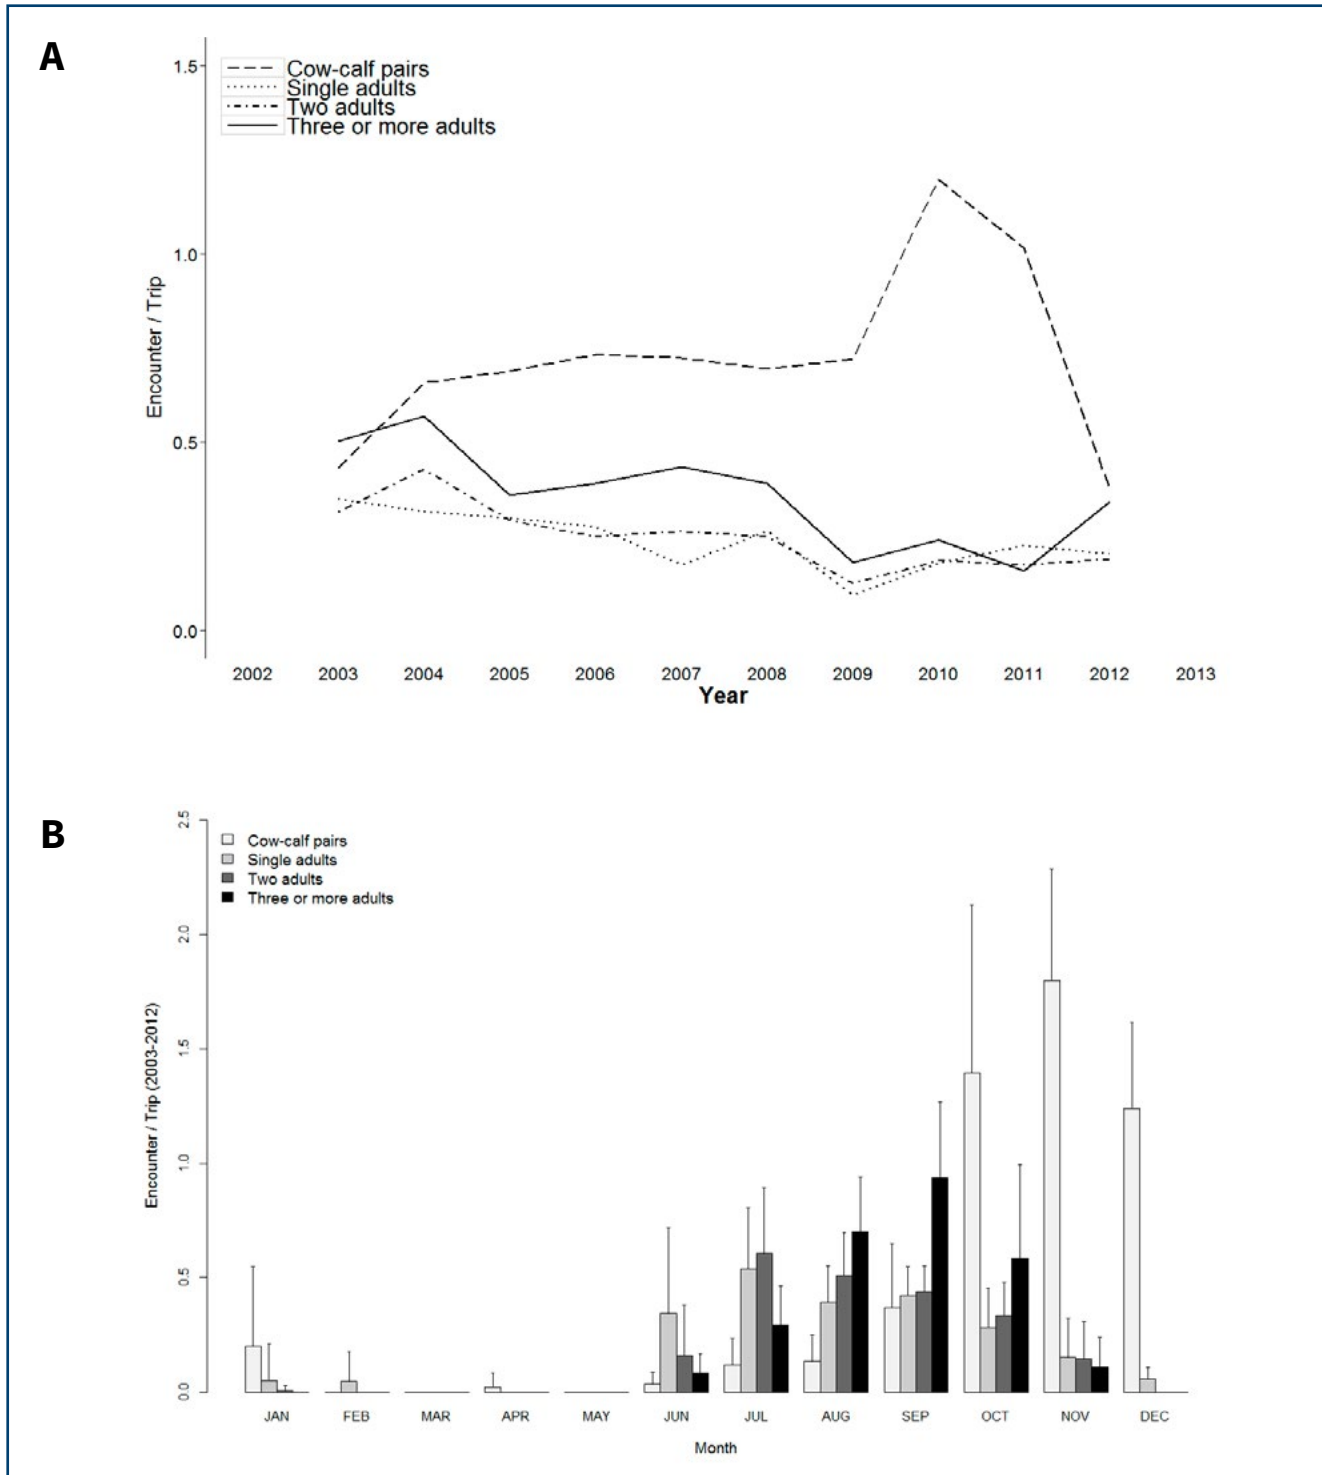 A
1.5
Cow-calf pairs
Single adults
Two adults
Three or more adults
1.0
Encounter / Trip
0.5
0.0
2002 2003 2004 2005 2006 2007 2008 2009 2010 2011 2012 2013
Year
B
2.5
Cow-calf pairs
Single adults
Two adults
Three or more adults
2.0
Encounter / Trip (2003-2012)
1.5
1.0
0.5
0.0
JAN FEB MAR APR MAY JUN JUL AUG SEP OCT NOV DEC
Month